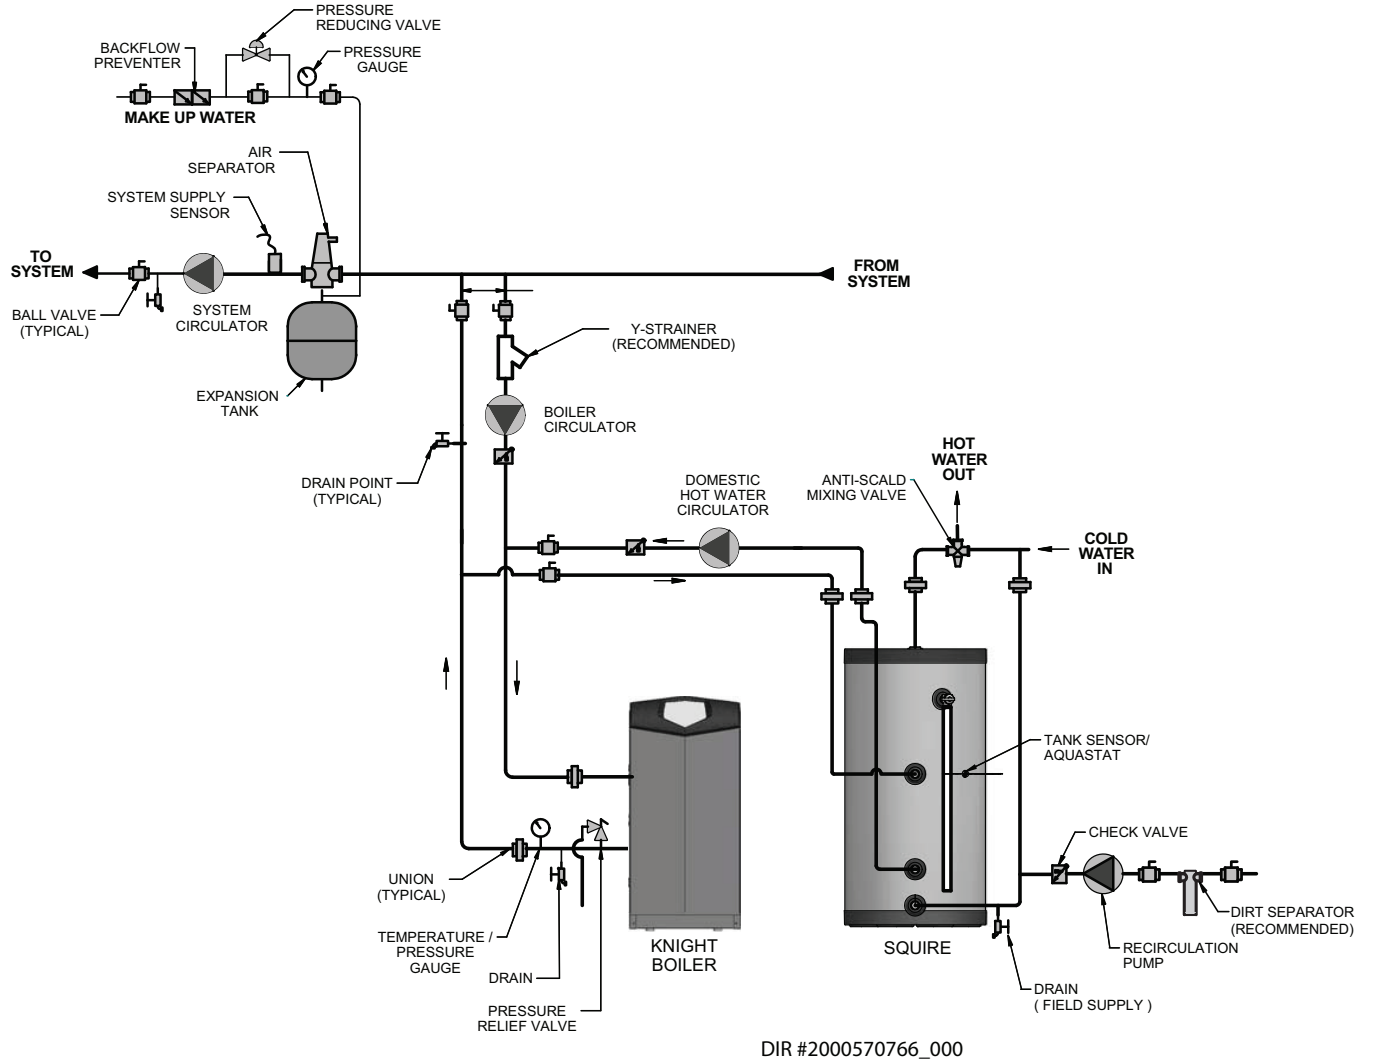 PRESSURE
REDUCING VALVE
BACKFLOW
PREVENTER
PRESSURE
GAUGE
MAKE UP WATER
AIR
SEPARATOR
SYSTEM SUPPLY
SENSOR
TO
SYSTEM
FROM
SYSTEM
BALL VALVE
(TYPICAL)
SYSTEM
CIRCULATOR
Y-STRAINER
(RECOMMENDED)
EXPANSION
TANK
BOILER
CIRCULATOR
DRAIN POINT
(TYPICAL)
DOMESTIC
HOT WATER
CIRCULATOR
ANTI-SCALD
MIXING VALVE
HOT
WATER
OUT
COLD
WATER
IN
TANK SENSOR/
AQUASTAT
CHECK VALVE
UNION
(TYPICAL)
DIRT SEPARATOR
(RECOMMENDED)
TEMPERATURE /
PRESSURE
GAUGE
KNIGHT
BOILER
SQUIRE
RECIRCULATION
PUMP
DRAIN
DRAIN
( FIELD SUPPLY )
PRESSURE
RELIEF VALVE
DIR #2000570766_000